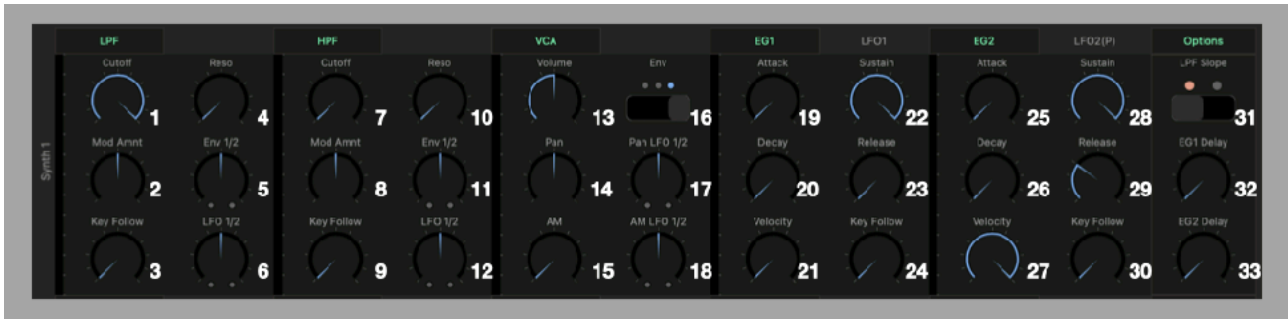 LPF HPF VCA EG1 LFO1 EG2 LFO2(P) Options
Cutoff Reso Cutoff Reso Volume Env Attack Sustain Attack Sustain LPF Slope
1 4 7 10 13 16 19 22 25 28 31
Synth 1
Mod Amnt Env 1/2 Mod Amnt Env 1/2 Pan Pan LFO 1/2 Decay Release Decay Release EG1 Delay
2 5 8 11 14 17 20 23 26 29 32
Key Follow LFO 1/2 Key Follow LFO 1/2 AM AM LFO 1/2 Velocity Key Follow Velocity Key Follow EG2 Delay
3 6 9 12 15 18 21 24 27 30 33